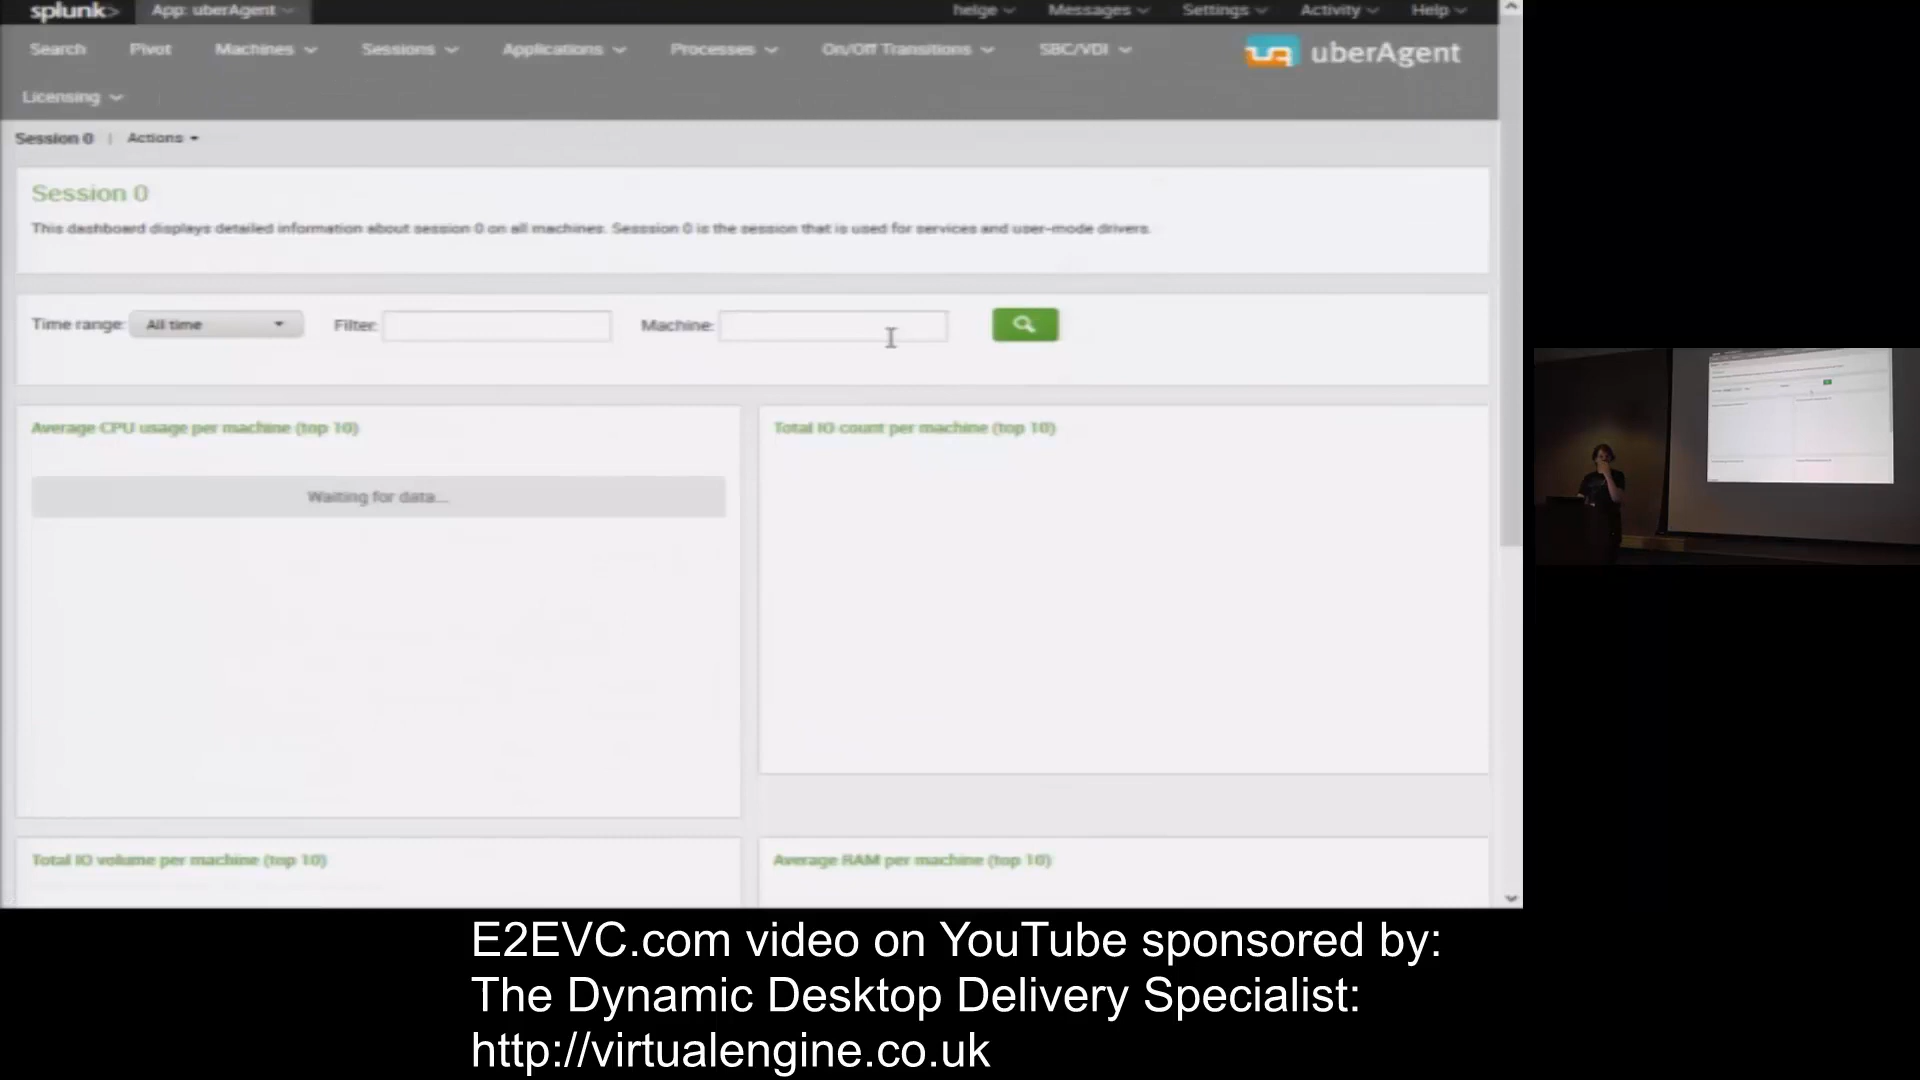 splunk> App: uberAgent helge Messages Settings Activity Help
Search Pivot Machines Sessions Applications Processes On/Off Transitions SBC/VDI uberAgent
Licensing
Session 0 | Actions
Session 0
This dashboard displays detailed information about session 0 on all machines. Sesssion 0 is the session that is used for services and user-mode drivers.
Time range: All time Filter: Machine:
Average CPU usage per machine (top 10) Total IO count per machine (top 10)
Waiting for data...
Total IO volume per machine (top 10) Average RAM per machine (top 10)
E2EVC.com video on YouTube sponsored by:
The Dynamic Desktop Delivery Specialist:
http://virtualengine.co.uk